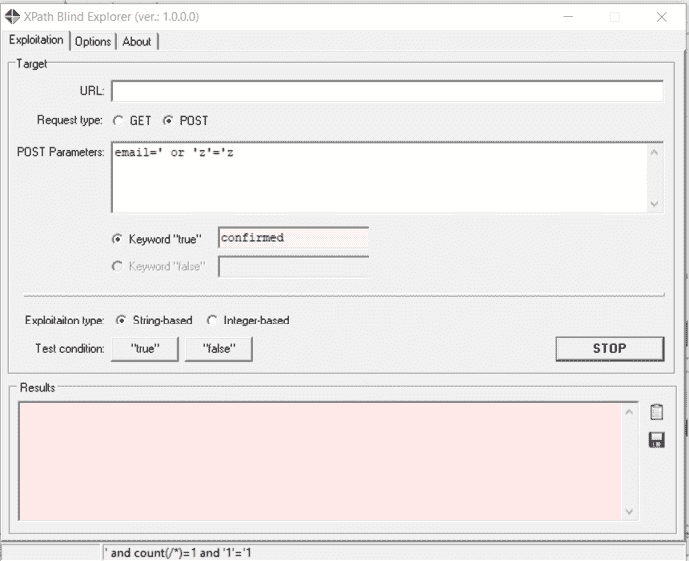 XPath Blind Explorer (ver.: 1.0.0.0)
Exploitation Options About
Target
URL:
Request type: GET POST
POST Parameters: email=' or 'z'='z
Keyword "true" confirmed
Keyword "false"
Exploitaiton type: String-based Integer-based
Test condition: "true" "false" STOP
Results
' and count(/*)=1 and '1'='1